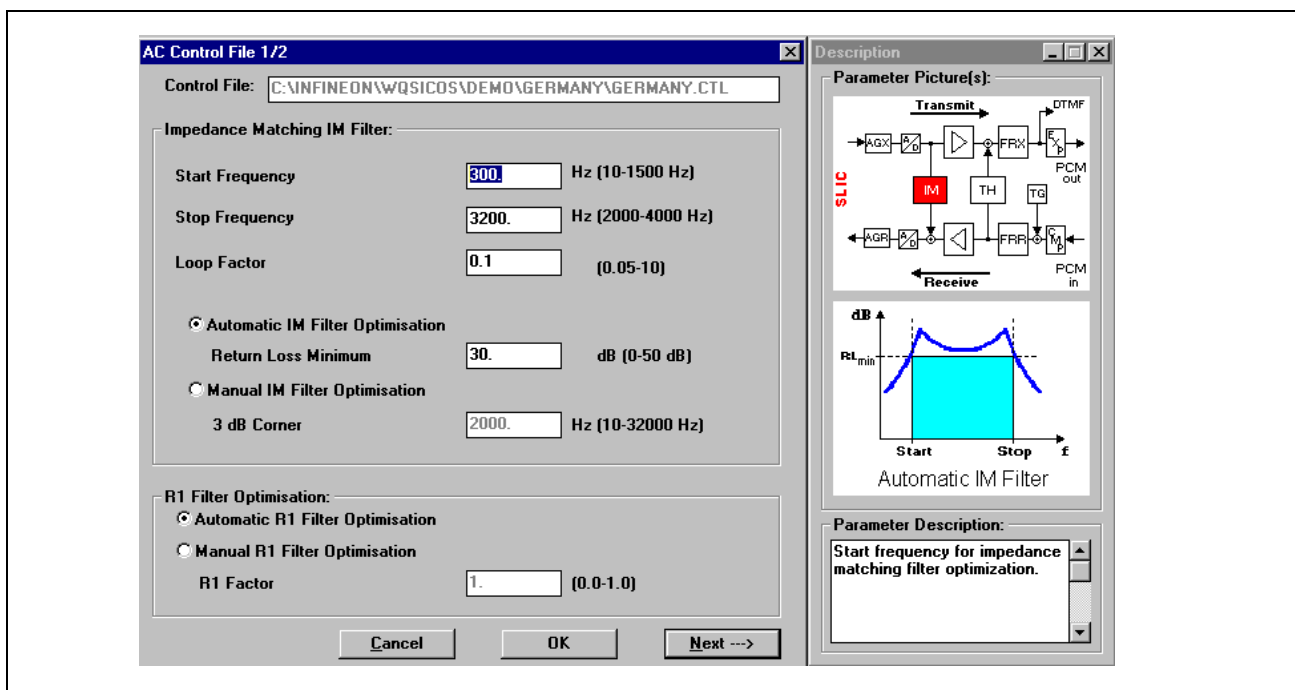 AC Control File 1/2
Control File: C:\INFINEON\WQSICOS\DEMO\GERMANY\GERMANY.CTL
Impedance Matching IM Filter:
Start Frequency 300. Hz (10-1500 Hz)
Stop Frequency 3200. Hz (2000-4000 Hz)
Loop Factor 0.1 (0.05-10)
Automatic IM Filter Optimisation
Return Loss Minimum 30. dB (0-50 dB)
Manual IM Filter Optimisation
3 dB Corner 2000. Hz (10-32000 Hz)
R1 Filter Optimisation:
Automatic R1 Filter Optimisation
Manual R1 Filter Optimisation
R1 Factor 1. (0.0-1.0)
Cancel OK Next --->
Description
Parameter Picture(s):
Transmit DTMF
AGX A/D FRX Exp
PCM out
SLIC
IM TH TG
AGR A/D FRR CMp
PCM in
Receive
dB
RLmin
Start Stop f
Automatic IM Filter
Parameter Description:
Start frequency for impedance
matching filter optimization.